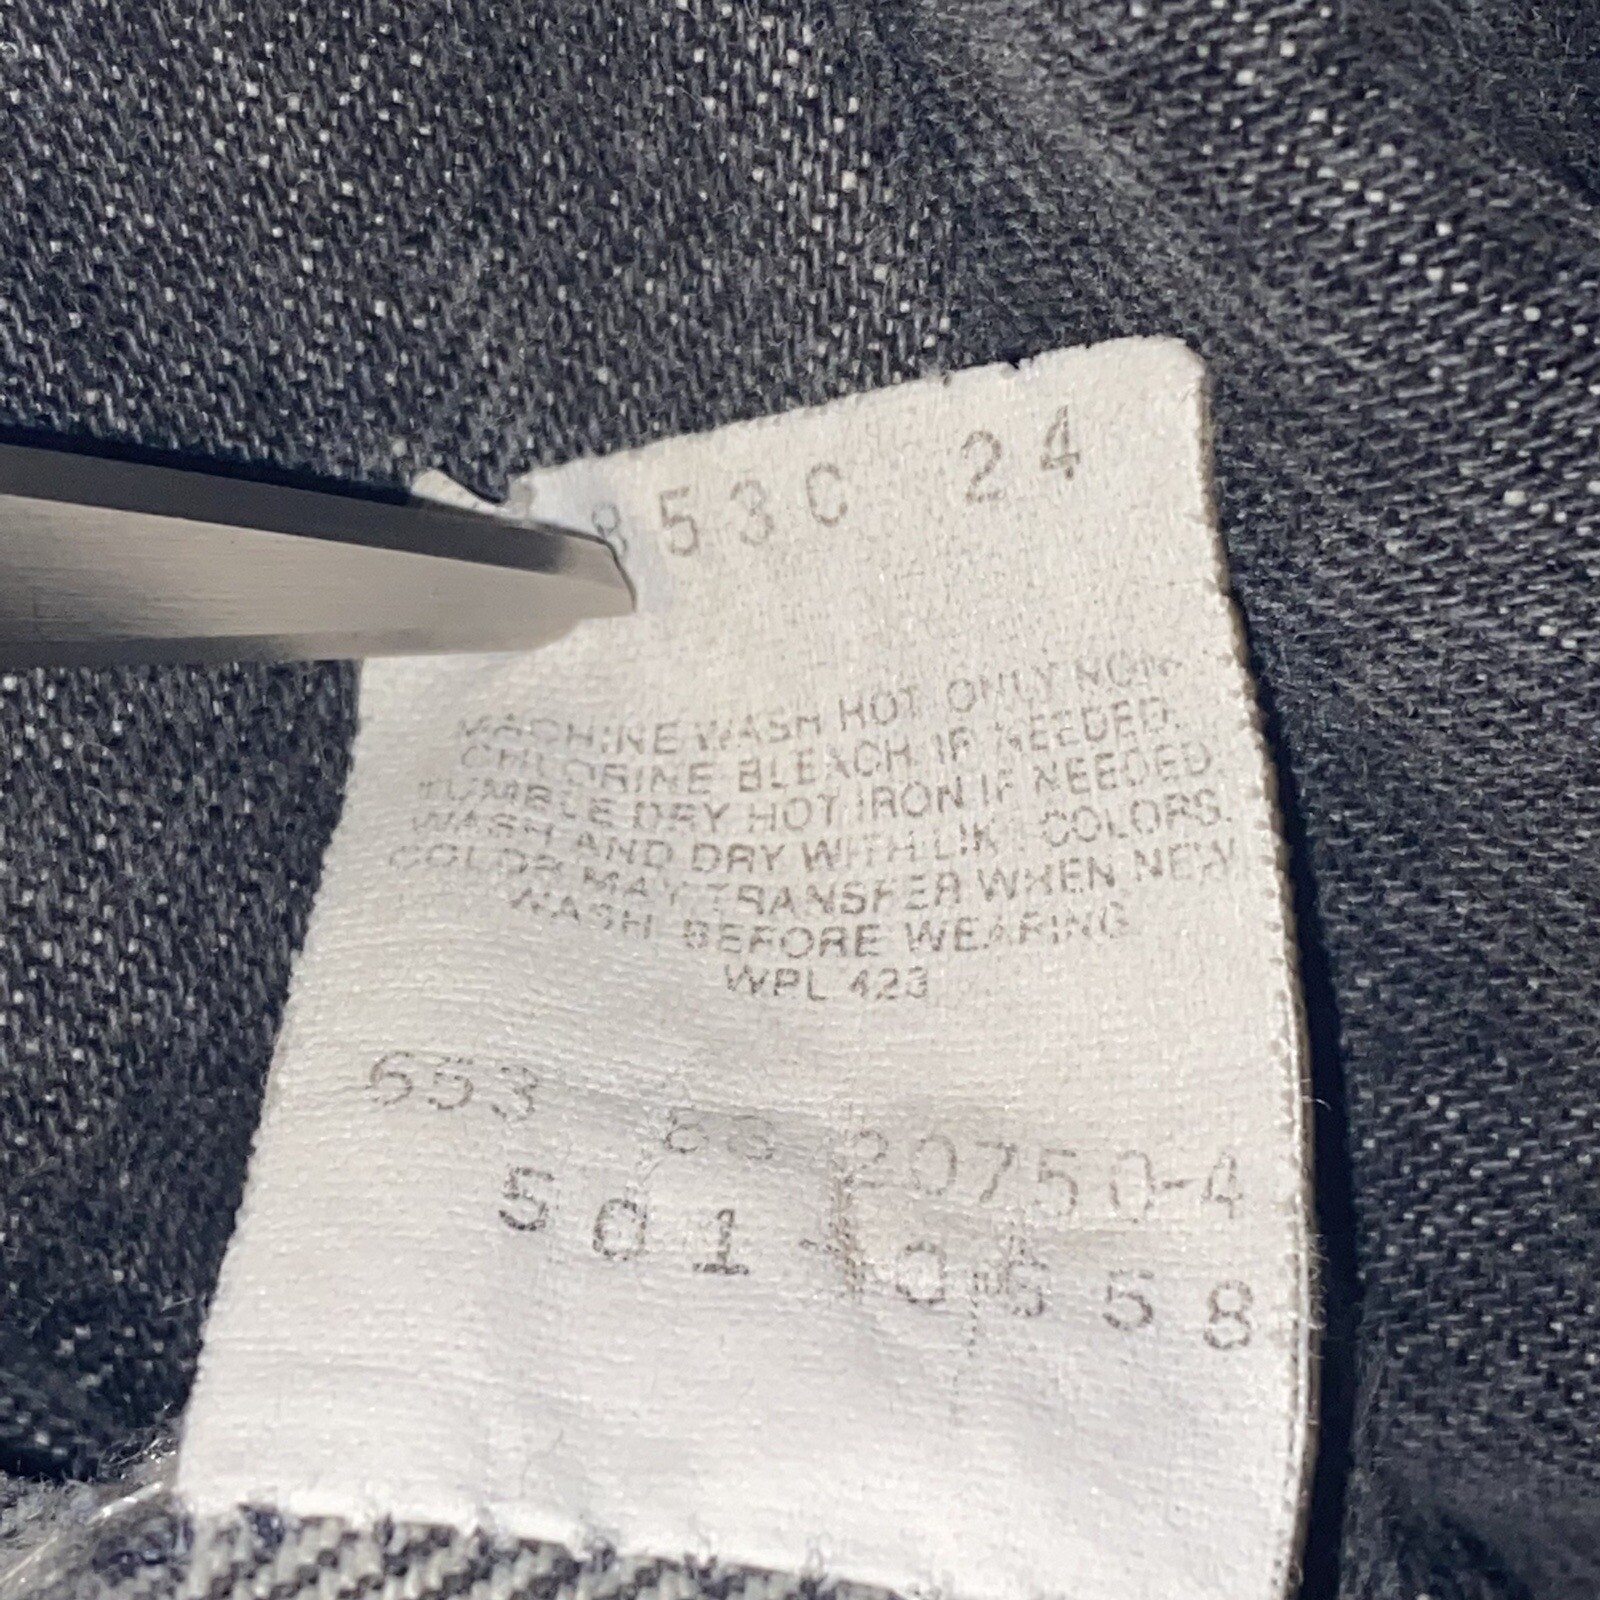 853C 24
MACHINE WASH HOT ONLY NON-
CHLORINE BLEACH IF NEEDED.
TUMBLE DRY HOT IRON IF NEEDED.
WASH AND DRY WITH LIKE COLORS.
COLOR MAY TRANSFER WHEN NEW
WASH BEFORE WEARING
WPL 423
653 20750-4
501 0658